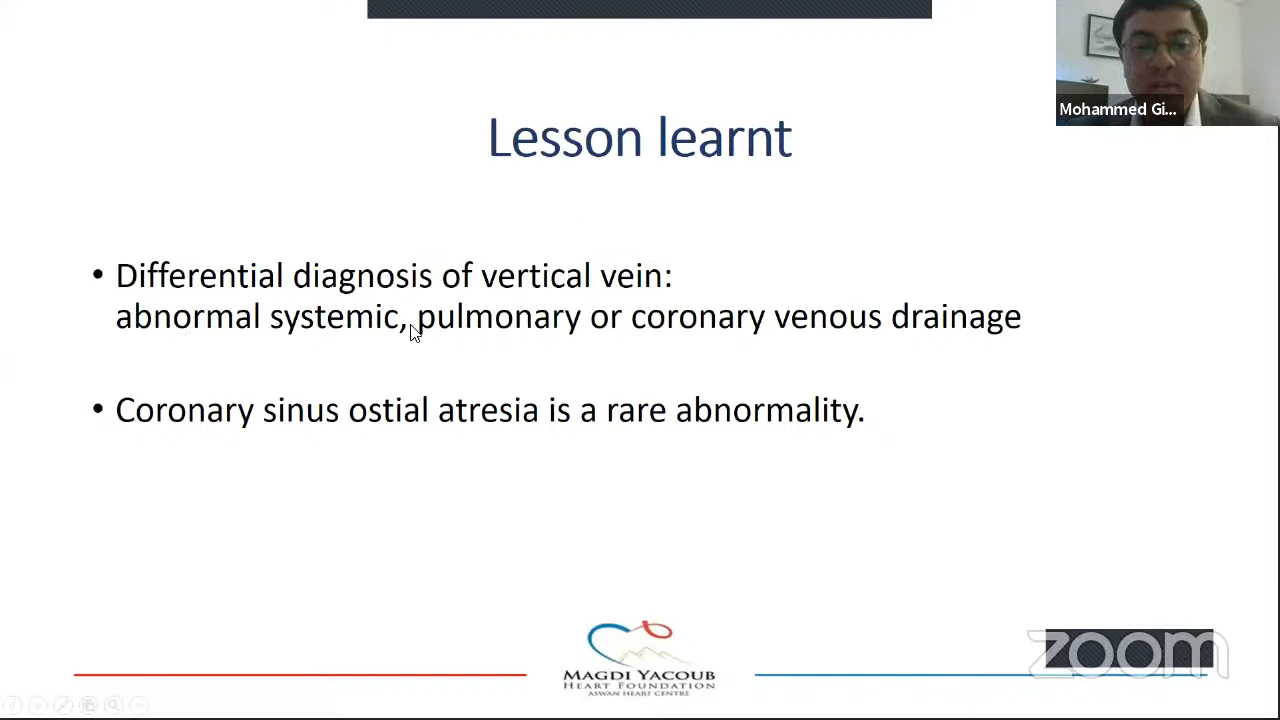 Mohammed Gi...
Lesson learnt
• Differential diagnosis of vertical vein:
abnormal systemic, pulmonary or coronary venous drainage
• Coronary sinus ostial atresia is a rare abnormality.
MAGDI YACOUB
HEART FOUNDATION
ASWAN HEART CENTRE
zoom